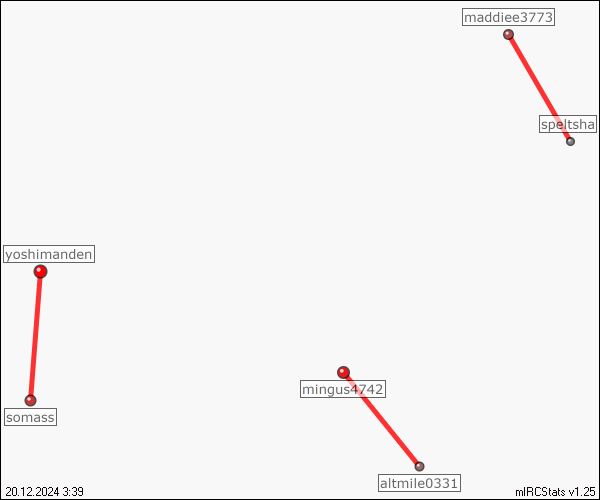 maddiee3773
speltsha
yoshimanden
mingus4742
somass
altmile0331
20.12.2024 3:39
mIRCStats v1.25